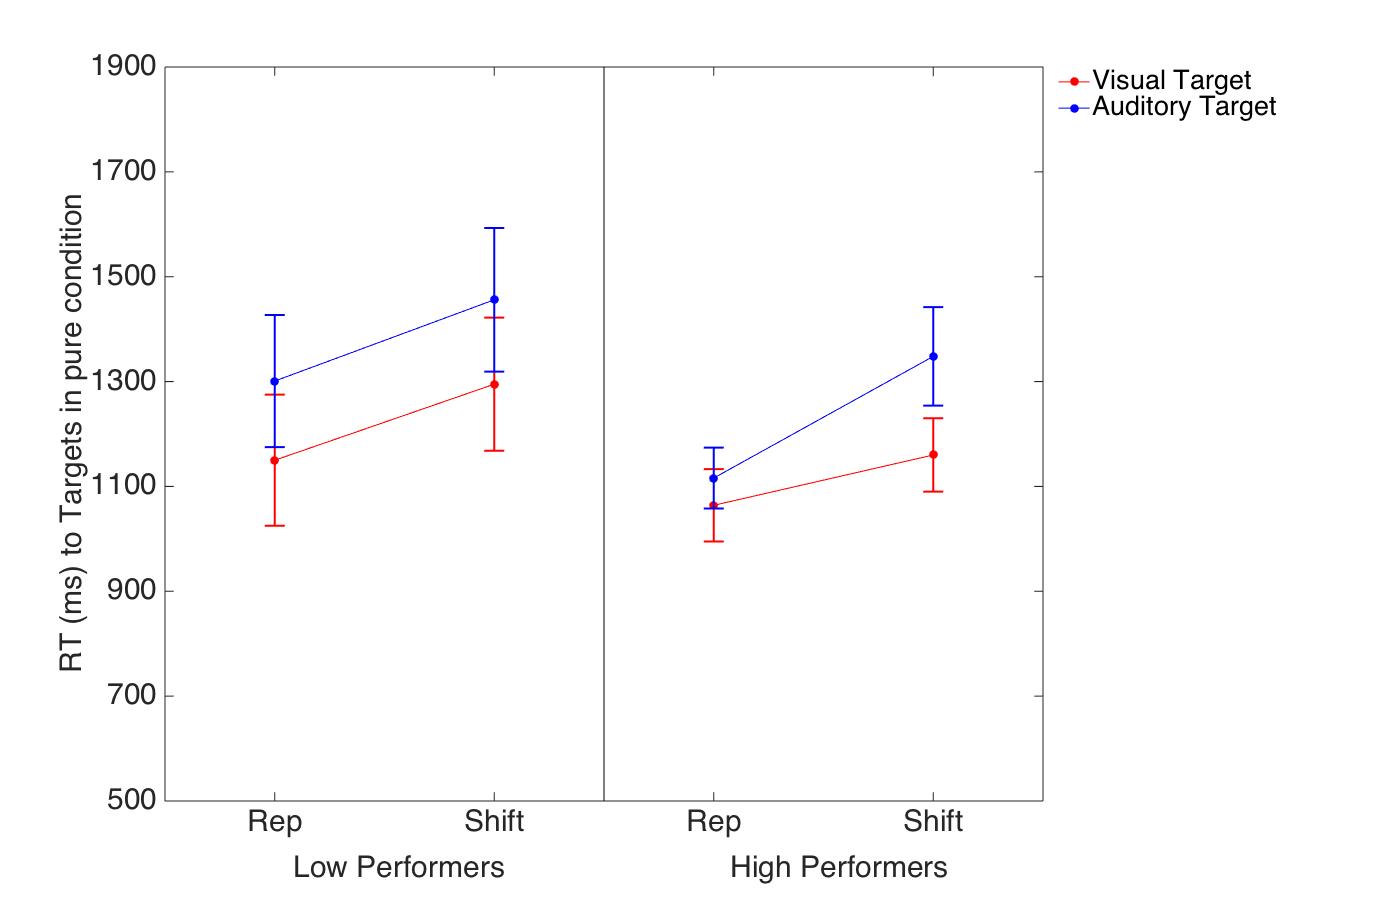 1900
1700
1500
1300
1100
900
700
500
RT (ms) to Targets in pure condition
Visual Target
Auditory Target
Rep Shift Rep Shift
Low Performers High Performers